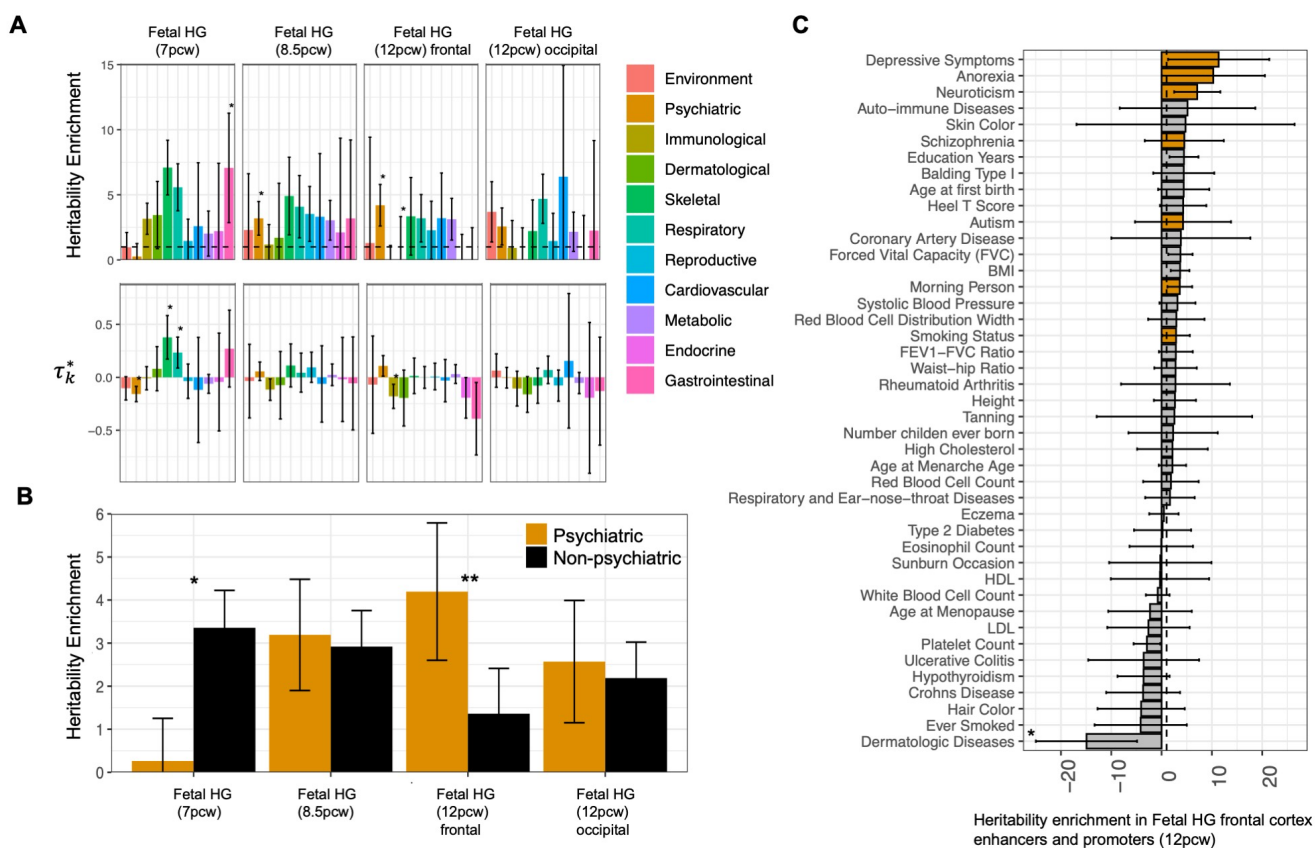 A
Fetal HG
(7pcw)
Fetal HG
(8.5pcw)
Fetal HG
(12pcw) frontal
Fetal HG
(12pcw) occipital
Heritability Enrichment
15
10
5
0
*
*
*
*
τ*k
0.5
0.0
−0.5
*
*
*
*
Environment
Psychiatric
Immunological
Dermatological
Skeletal
Respiratory
Reproductive
Cardiovascular
Metabolic
Endocrine
Gastrointestinal
B
Heritability Enrichment
6
5
4
3
2
1
0
*
**
Psychiatric
Non-psychiatric
Fetal HG
(7pcw)
Fetal HG
(8.5pcw)
Fetal HG
(12pcw)
frontal
Fetal HG
(12pcw)
occipital
C
Depressive Symptoms
Anorexia
Neuroticism
Auto−immune Diseases
Skin Color
Schizophrenia
Education Years
Balding Type I
Age at first birth
Heel T Score
Autism
Coronary Artery Disease
Forced Vital Capacity (FVC)
BMI
Morning Person
Systolic Blood Pressure
Red Blood Cell Distribution Width
Smoking Status
FEV1−FVC Ratio
Waist−hip Ratio
Rheumatoid Arthritis
Height
Tanning
Number childen ever born
High Cholesterol
Age at Menarche Age
Red Blood Cell Count
Respiratory and Ear−nose−throat Diseases
Eczema
Type 2 Diabetes
Eosinophil Count
Sunburn Occasion
HDL
White Blood Cell Count
Age at Menopause
LDL
Platelet Count
Ulcerative Colitis
Hypothyroidism
Crohns Disease
Hair Color
Ever Smoked
Dermatologic Diseases
*
−20
−10
0
10
20
Heritability enrichment in Fetal HG frontal cortex
enhancers and promoters (12pcw)